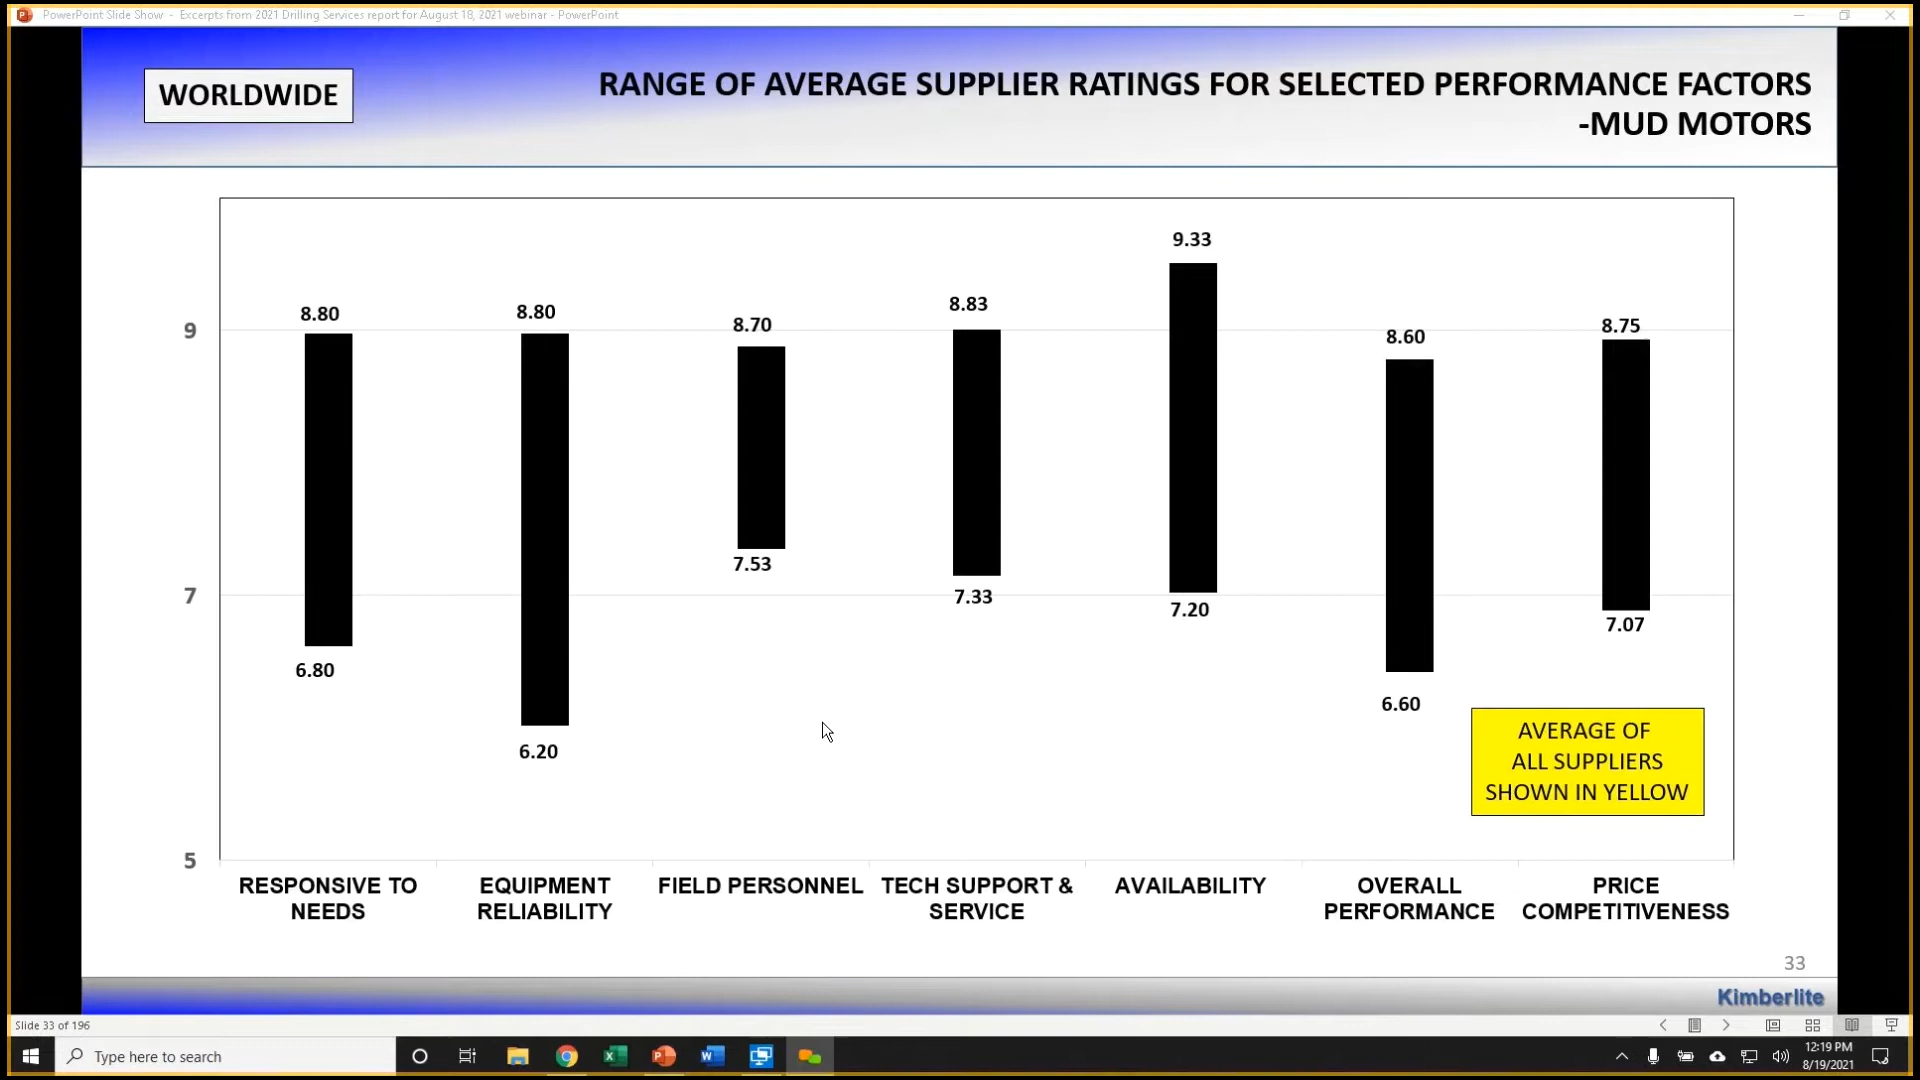 PowerPoint Slide Show - Excerpts from 2021 Drilling Services report for August 18, 2021 webinar - PowerPoint
WORLDWIDE
RANGE OF AVERAGE SUPPLIER RATINGS FOR SELECTED PERFORMANCE FACTORS
-MUD MOTORS
9
7
5
8.80
6.80
8.80
6.20
8.70
7.53
8.83
7.33
9.33
7.20
8.60
6.60
8.75
7.07
AVERAGE OF
ALL SUPPLIERS
SHOWN IN YELLOW
RESPONSIVE TO
NEEDS
EQUIPMENT
RELIABILITY
FIELD PERSONNEL
TECH SUPPORT &
SERVICE
AVAILABILITY
OVERALL
PERFORMANCE
PRICE
COMPETITIVENESS
33
Kimberlite
Slide 33 of 196
Type here to search
12:19 PM
8/19/2021